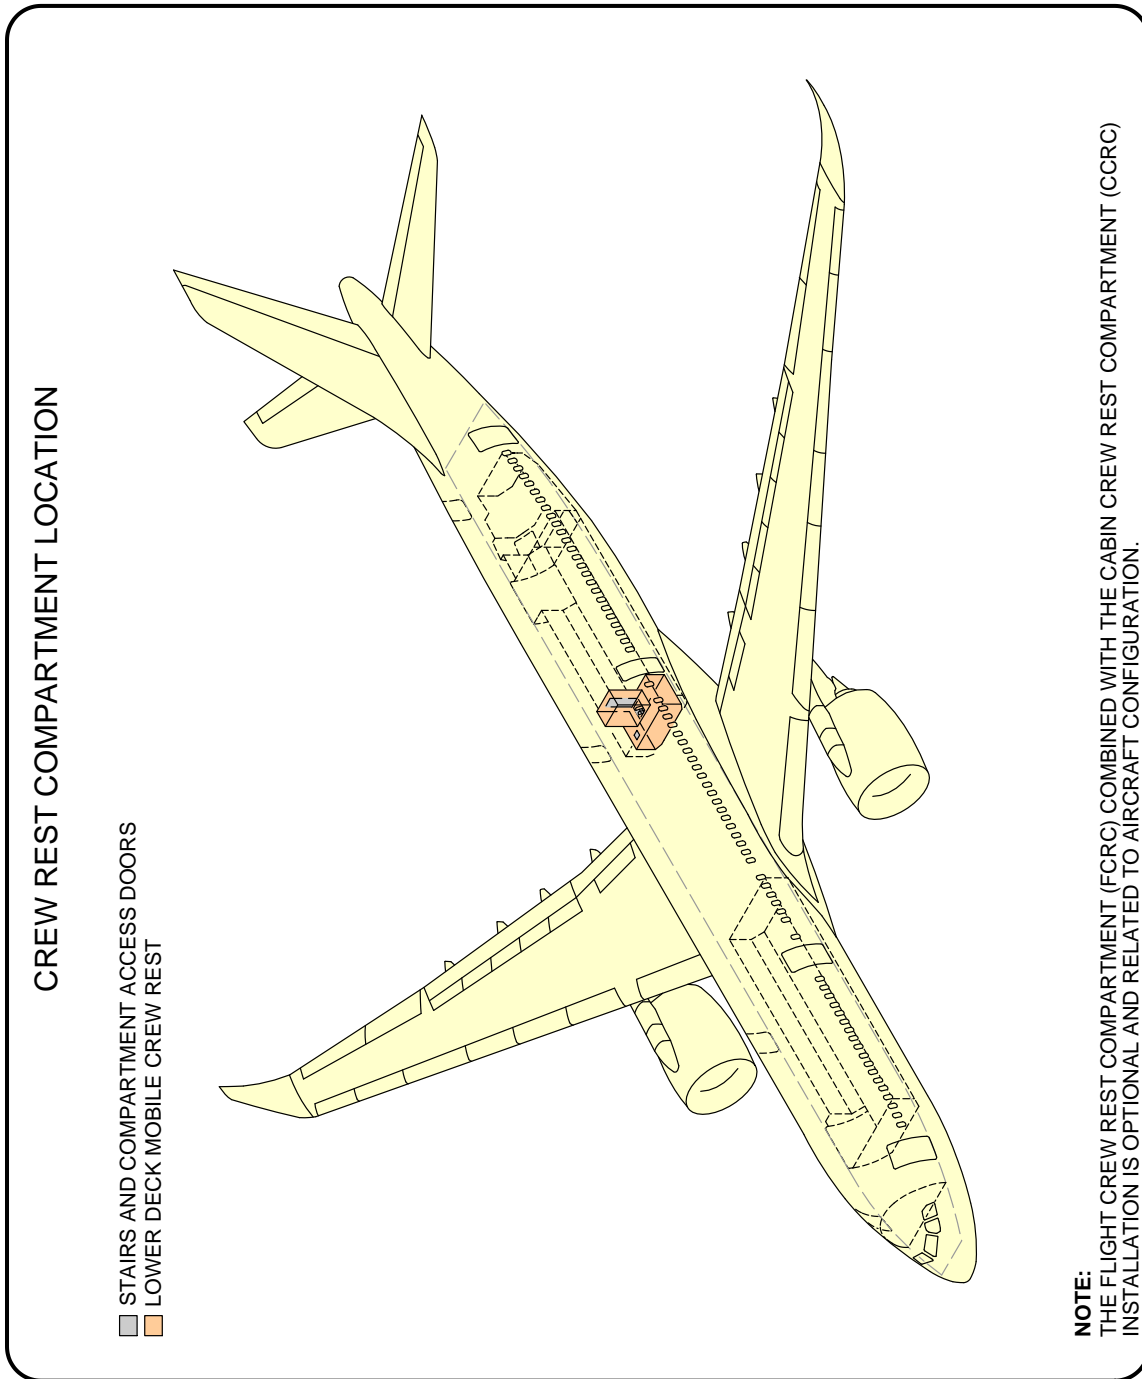 CREW REST COMPARTMENT LOCATION
STAIRS AND COMPARTMENT ACCESS DOORS
LOWER DECK MOBILE CREW REST
NOTE:
THE FLIGHT CREW REST COMPARTMENT (FCRC) COMBINED WITH THE CABIN CREW REST COMPARTMENT (CCRC)
INSTALLATION IS OPTIONAL AND RELATED TO AIRCRAFT CONFIGURATION.